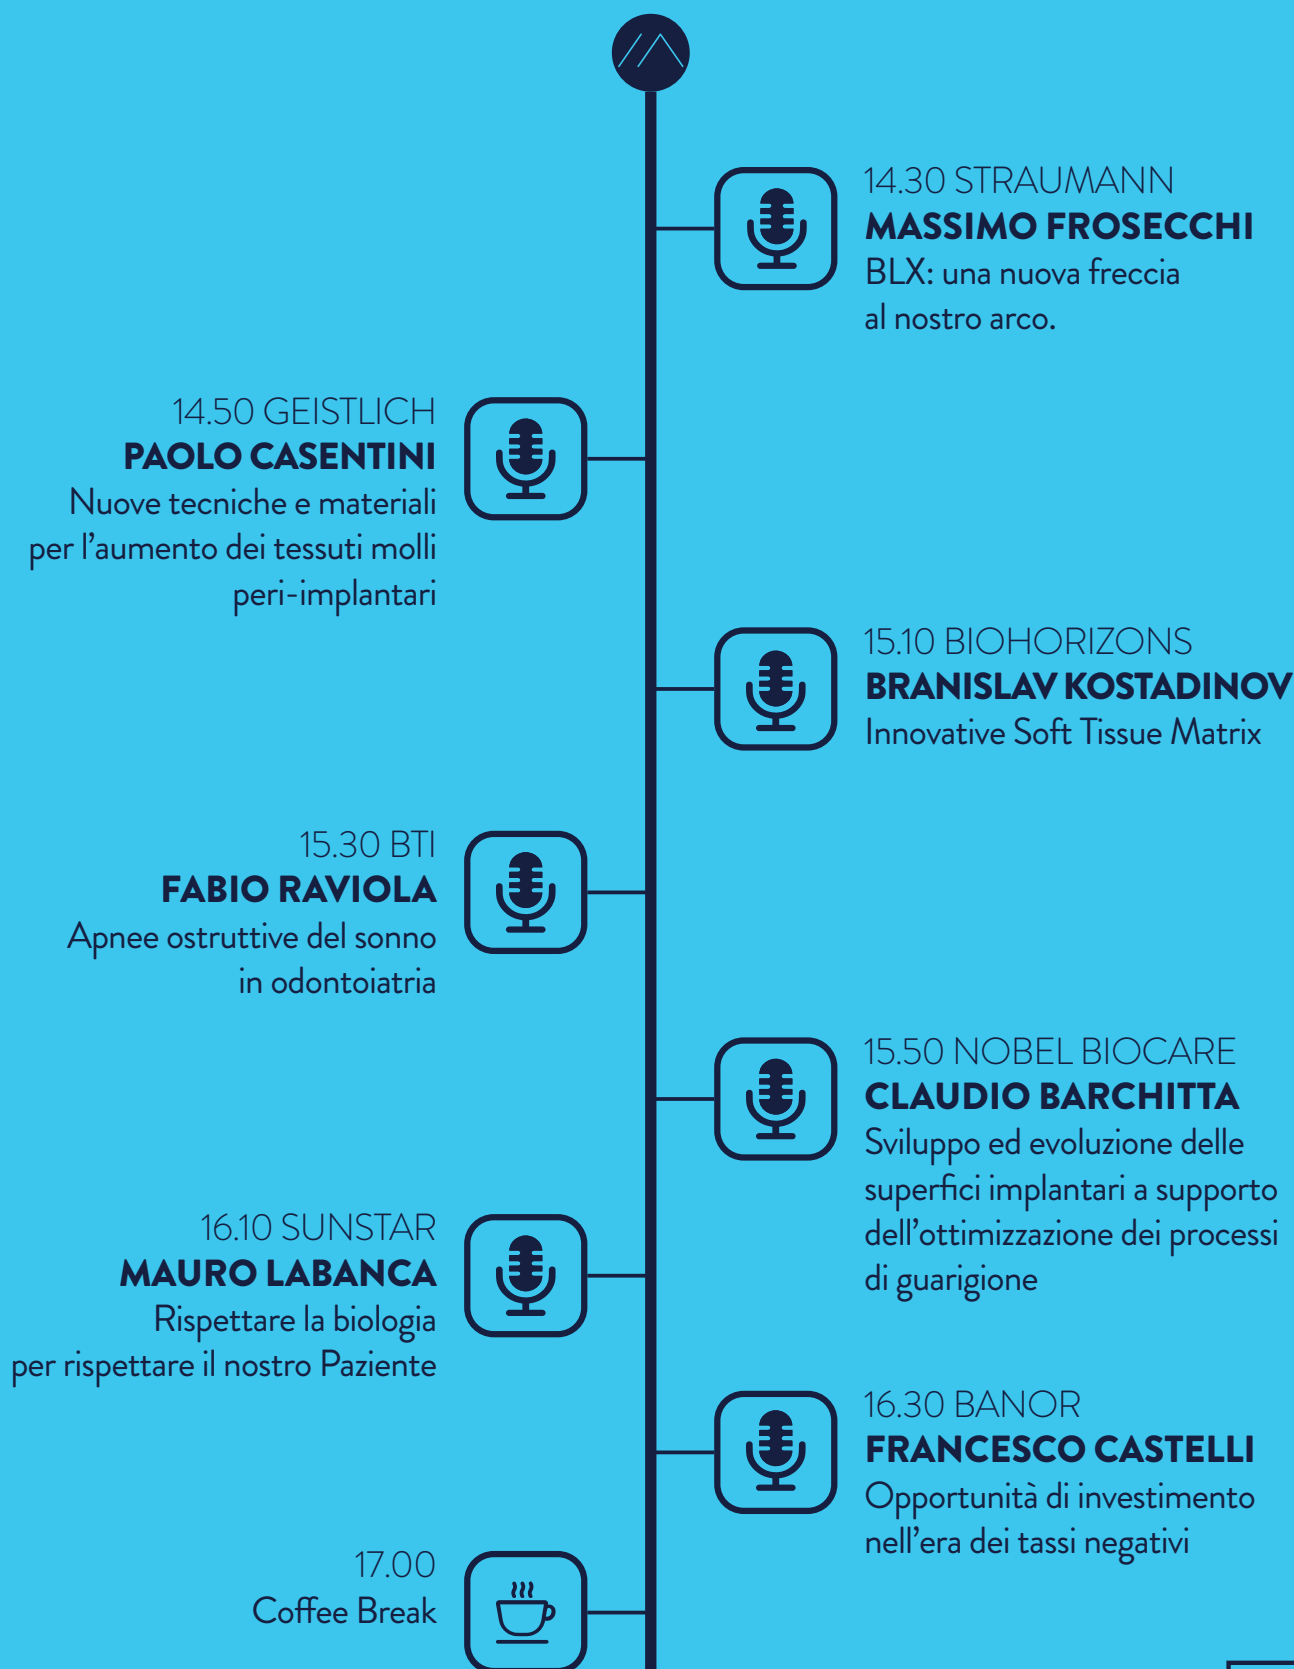 14.30 STRAUMANN
MASSIMO FROSECCHI
BLX: una nuova freccia
al nostro arco.
14.50 GEISTLICH
PAOLO CASENTINI
Nuove tecniche e materiali
per l'aumento dei tessuti molli
peri-implantari
15.10 BIOHORIZONS
BRANISLAV KOSTADINOV
Innovative Soft Tissue Matrix
15.30 BTI
FABIO RAVIOLA
Apnee ostruttive del sonno
in odontoiatria
15.50 NOBEL BIOCARE
CLAUDIO BARCHITTA
Sviluppo ed evoluzione delle
superfici implantari a supporto
dell'ottimizzazione dei processi
di guarigione
16.10 SUNSTAR
MAURO LABANCA
Rispettare la biologia
per rispettare il nostro Paziente
16.30 BANOR
FRANCESCO CASTELLI
Opportunità di investimento
nell'era dei tassi negativi
17.00
Coffee Break